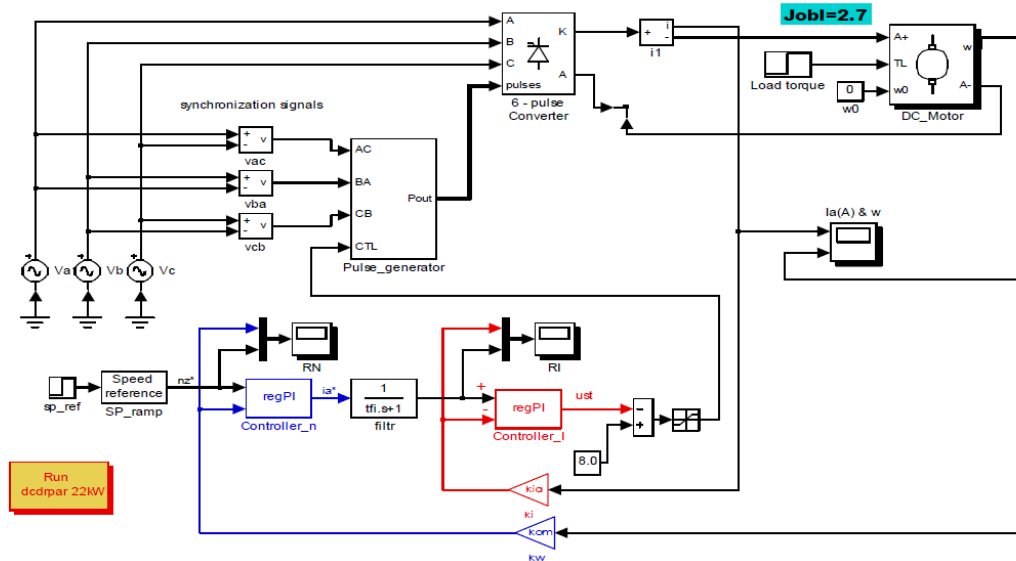 JobI=2.7
A
B
C
pulses
K
A
6 - pulse
Converter
+
-
i
i1
Load torque
0
w0
A+
TL
w0
w
A-
DC_Motor
synchronization signals
+
-
v
vac
+
-
v
vba
+
-
v
vcb
AC
BA
CB
CTL
Pout
Pulse_generator
Ia(A) & w
+
Va
+
Vb
+
Vc
RN
RI
sp_ref
Speed
reference
SP_ramp
nz*
regPI
Controller_n
ia*
1
tfi.s+1
filtr
+
-
regPI
Controller_I
ust
-
+
8.0
Run
dcdrpar 22kW
kia
ki
kom
kw